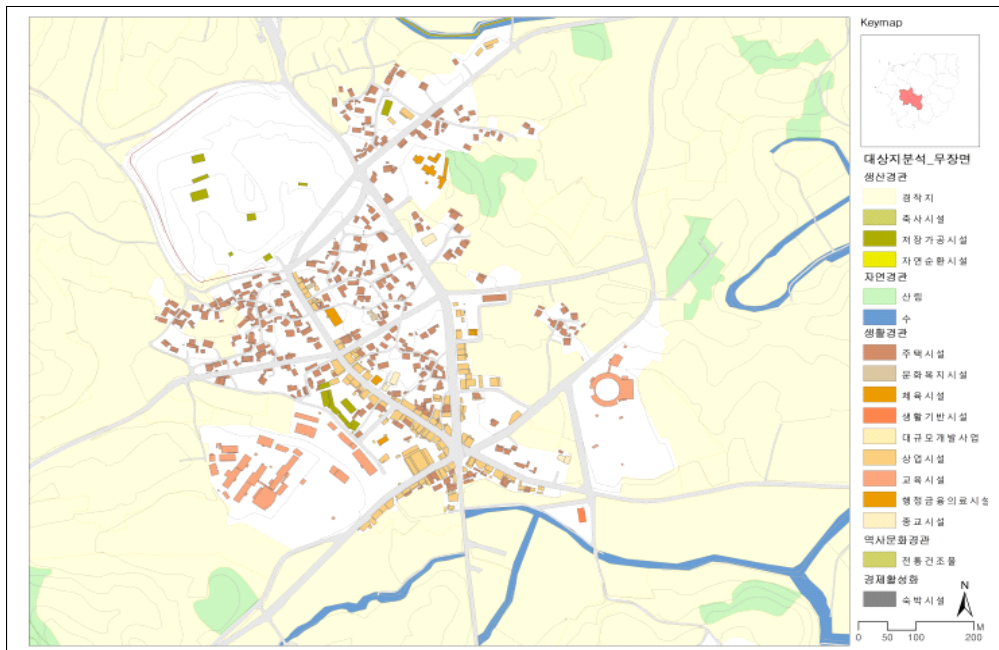 Keymap
대상지분석_무장면
생산경관
경작지
축사시설
저장가공시설
자연순환시설
자연경관
산림
수
생활경관
주택시설
문화복지시설
체육시설
생활기반시설
대규모개발사업
상업시설
교육시설
행정금융의료시설
종교시설
역사문화경관
전통건조물
경제활성화
숙박시설
N
M
0 50 100 200